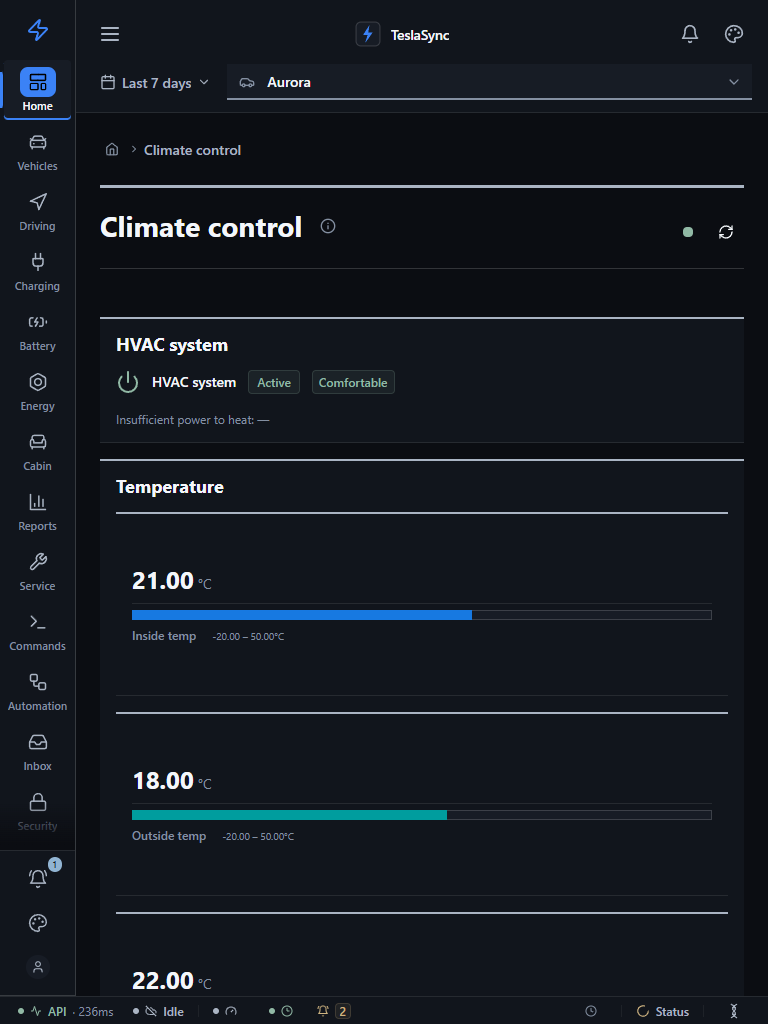 TeslaSync
Last 7 days
Aurora
Home
Vehicles
Driving
Charging
Battery
Energy
Cabin
Reports
Service
Commands
Automation
Inbox
Security
1
Climate control
Climate control
HVAC system
HVAC system Active Comfortable
Insufficient power to heat: —
Temperature
21.00 °C
Inside temp -20.00 – 50.00°C
18.00 °C
Outside temp -20.00 – 50.00°C
22.00 °C
API · 236ms Idle 2 Status